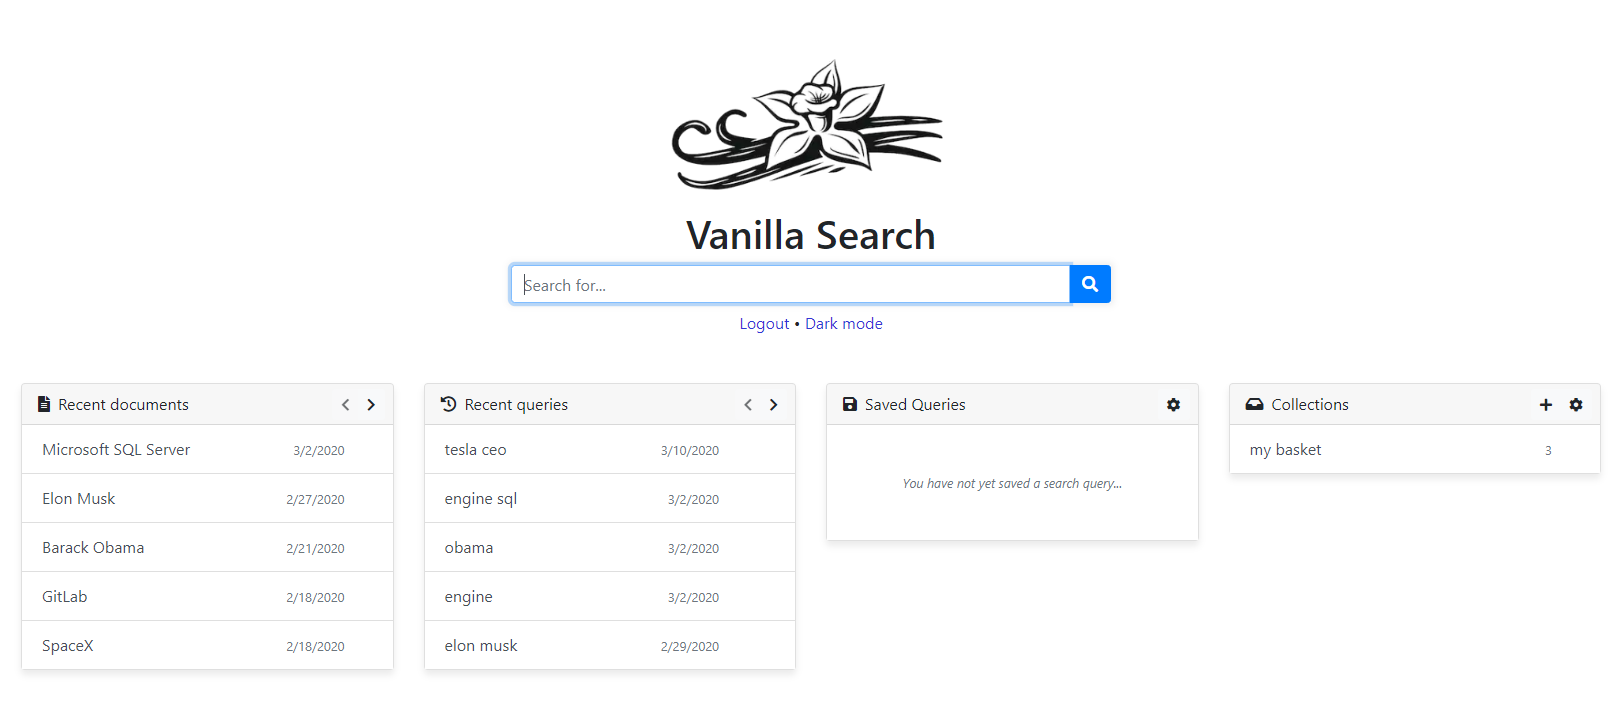 Vanilla Search
Search for...
Logout • Dark mode
Recent documents
Microsoft SQL Server 3/2/2020
Elon Musk 2/27/2020
Barack Obama 2/21/2020
GitLab 2/18/2020
SpaceX 2/18/2020
Recent queries
tesla ceo 3/10/2020
engine sql 3/2/2020
obama 3/2/2020
engine 3/2/2020
elon musk 2/29/2020
Saved Queries
You have not yet saved a search query...
Collections
my basket 3